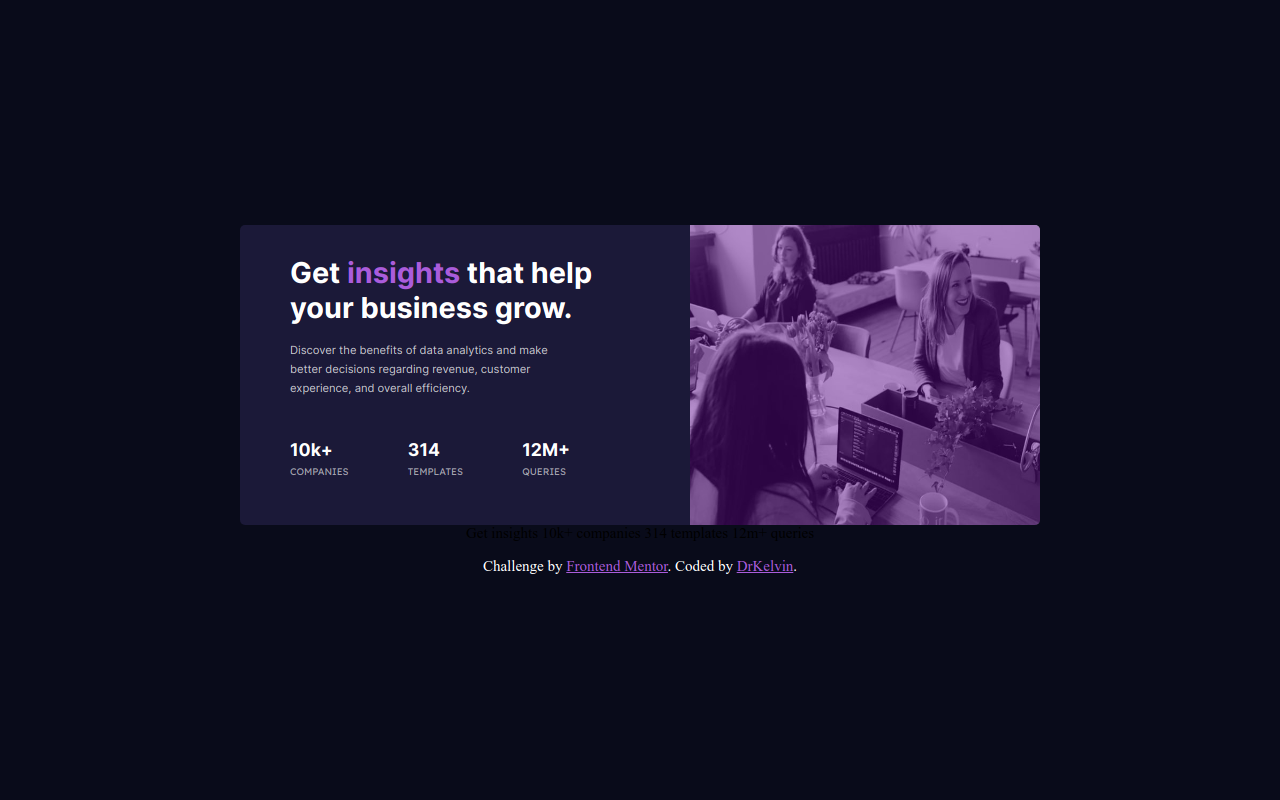 Get insights that help
your business grow.
Discover the benefits of data analytics and make
better decisions regarding revenue, customer
experience, and overall efficiency.
10k+ 314 12M+
COMPANIES TEMPLATES QUERIES
Get insights 10k+ companies 314 templates 12m+ queries
Challenge by Frontend Mentor. Coded by DrKelvin.